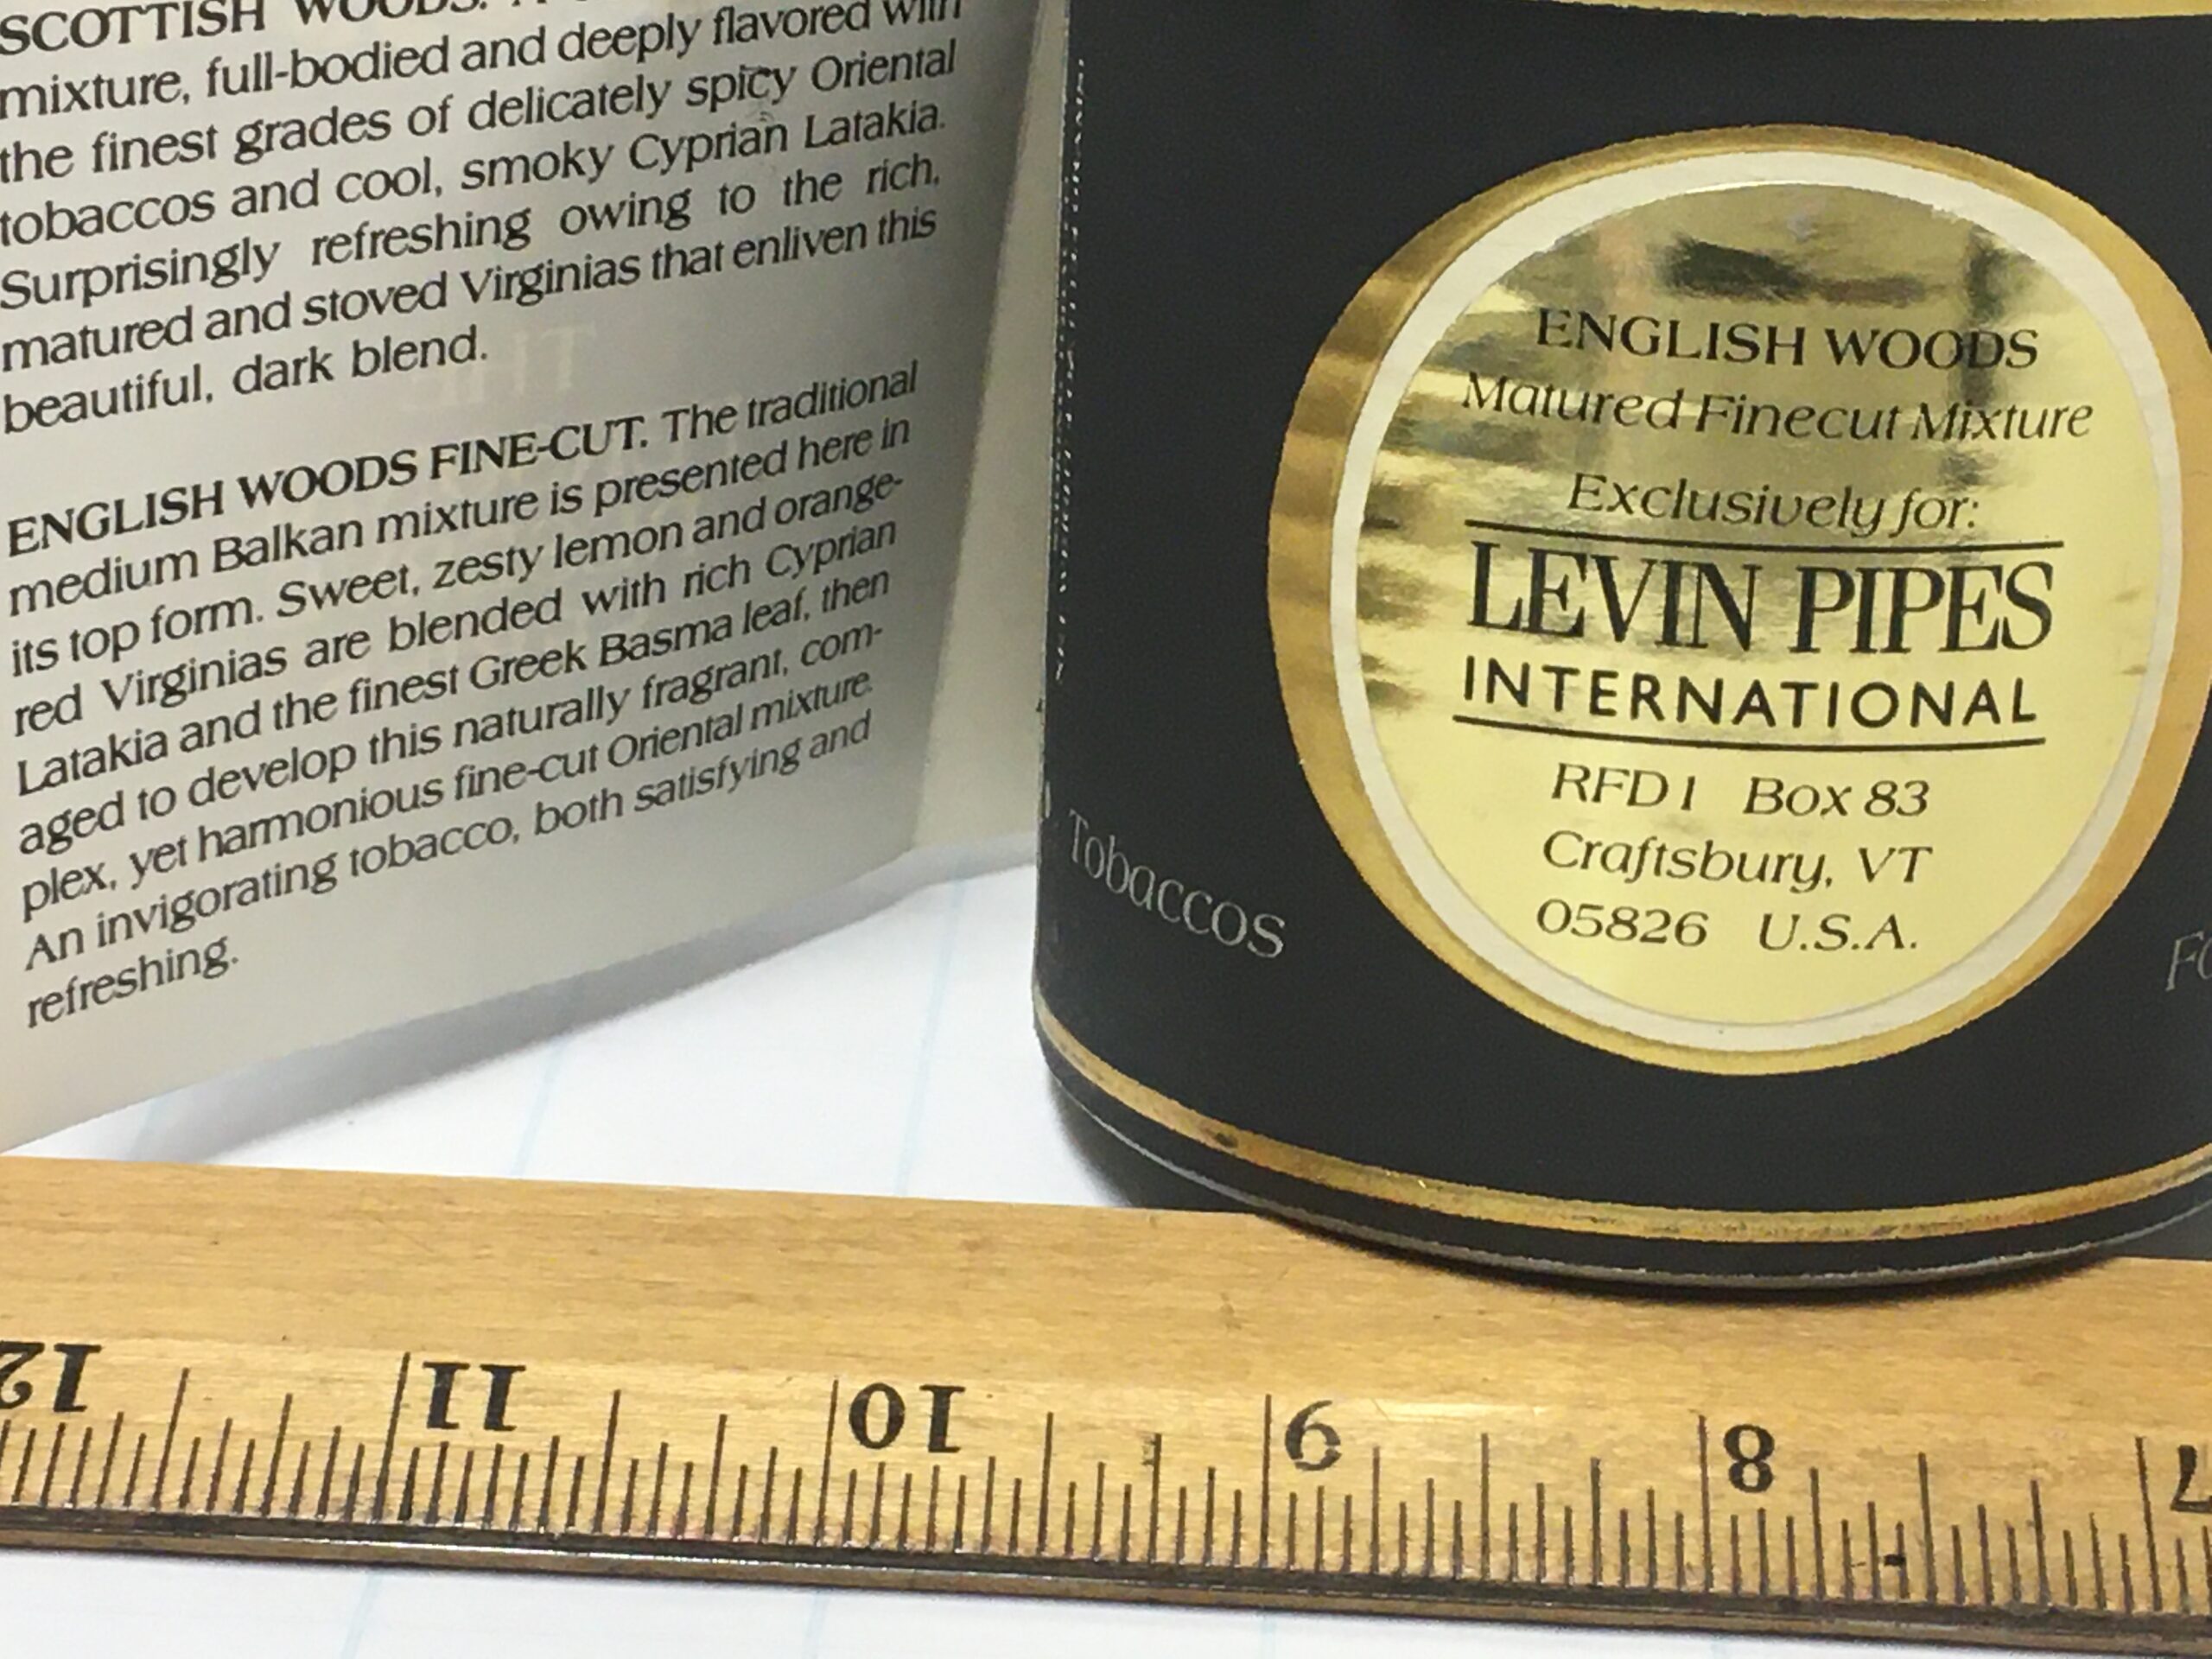 SCOTTISH WOODS.
mixture, full-bodied and deeply flavored with
the finest grades of delicately spicy Oriental
tobaccos and cool, smoky Cyprian Latakia.
Surprisingly refreshing owing to the rich,
matured and stoved Virginias that enliven this
beautiful, dark blend.
ENGLISH WOODS FINE-CUT. The traditional
medium Balkan mixture is presented here in
its top form. Sweet, zesty lemon and orange-
red Virginias are blended with rich Cyprian
Latakia and the finest Greek Basma leaf, then
aged to develop this naturally fragrant, com-
plex, yet harmonious fine-cut Oriental mixture.
An invigorating tobacco, both satisfying and
refreshing.
Tobaccos
ENGLISH WOODS
Matured Finecut Mixture
Exclusively for:
LEVIN PIPES
INTERNATIONAL
RFD 1 Box 83
Craftsbury, VT
05826 U.S.A.
12 11 10 9 8 7